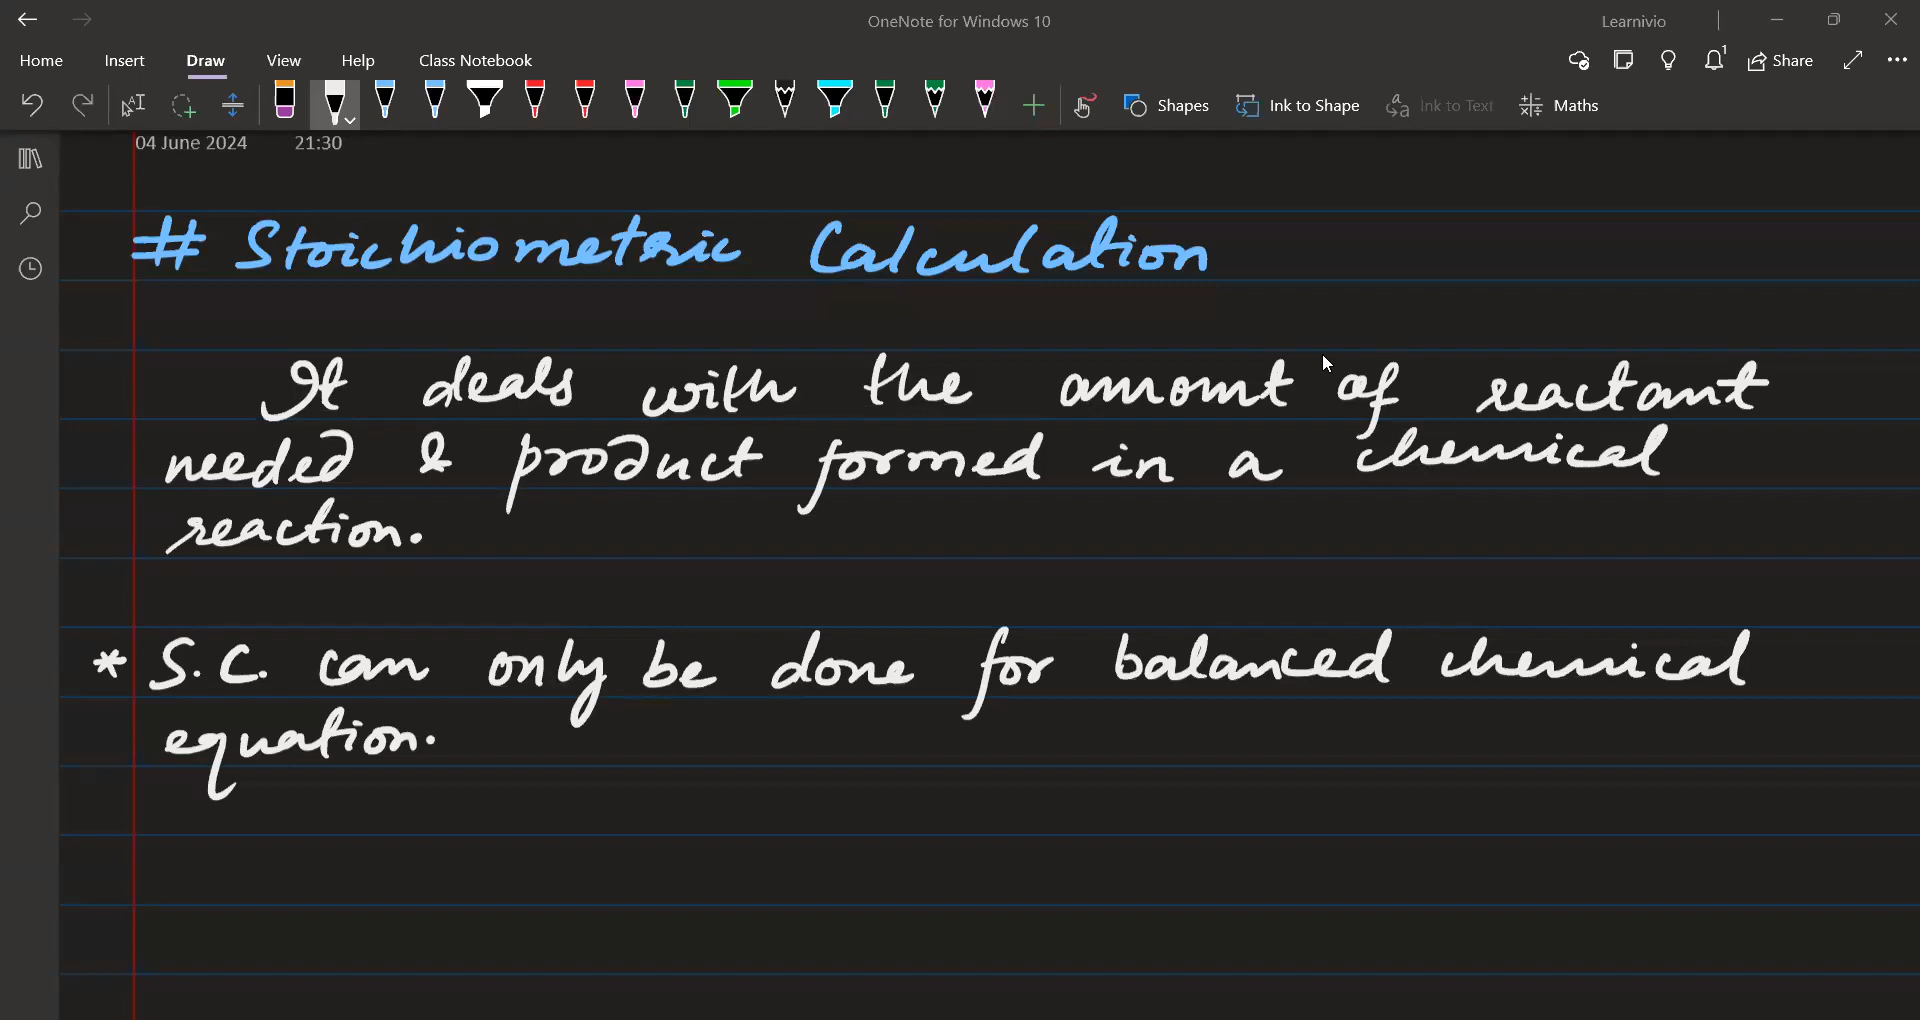 OneNote for Windows 10
Learnivio
Home Insert Draw View Help Class Notebook
1
Share
Shapes Ink to Shape Ink to Text Maths
04 June 2024 21:30
# Stoichiometric Calculation
It deals with the amount of reactant
needed & product formed in a chemical
reaction.
* S.C. can only be done for balanced chemical
equation.